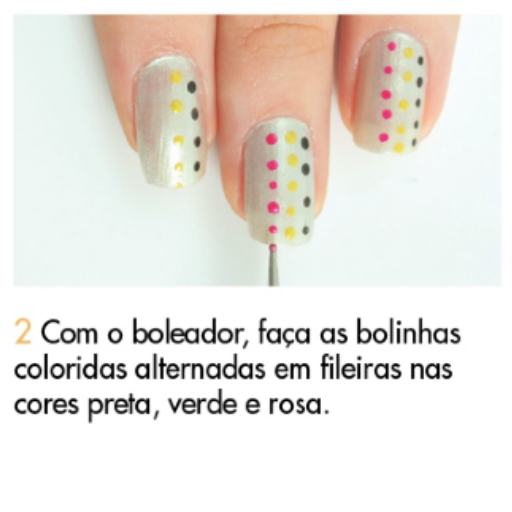 2 Com o boleador, faça as bolinhas
coloridas alternadas em fileiras nas
cores preta, verde e rosa.